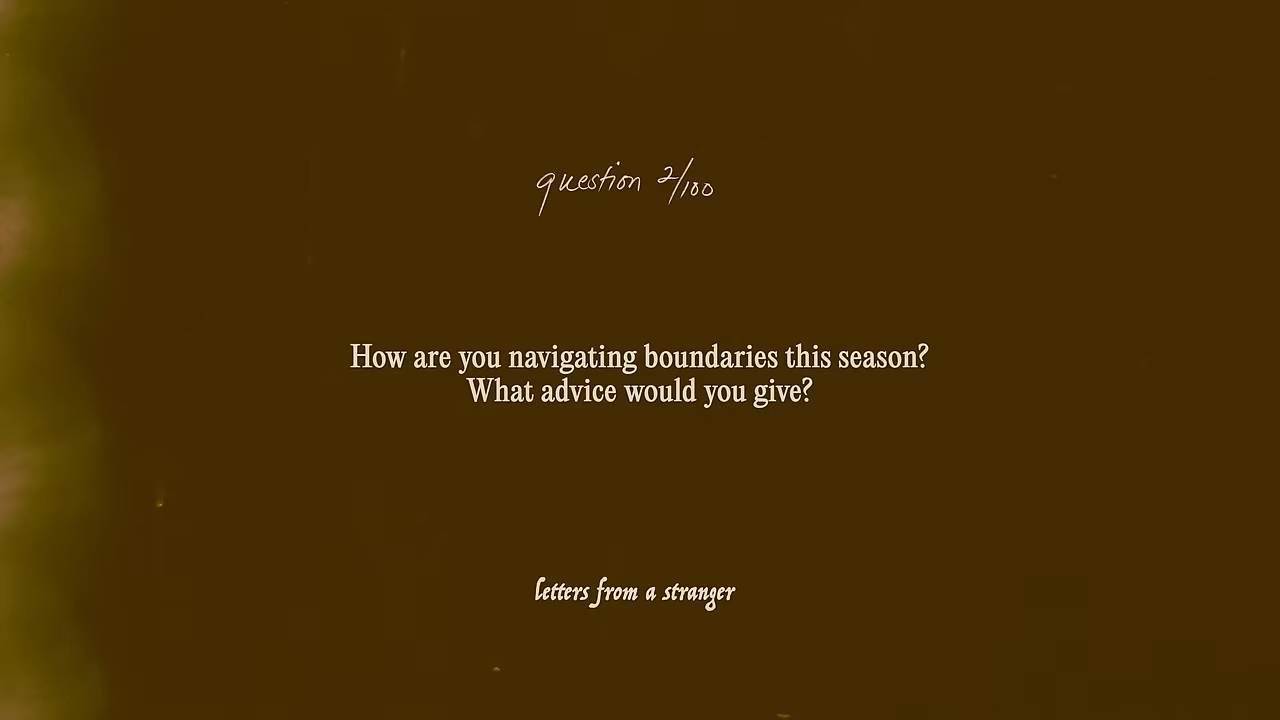 question 2/100
How are you navigating boundaries this season?
What advice would you give?
letters from a stranger